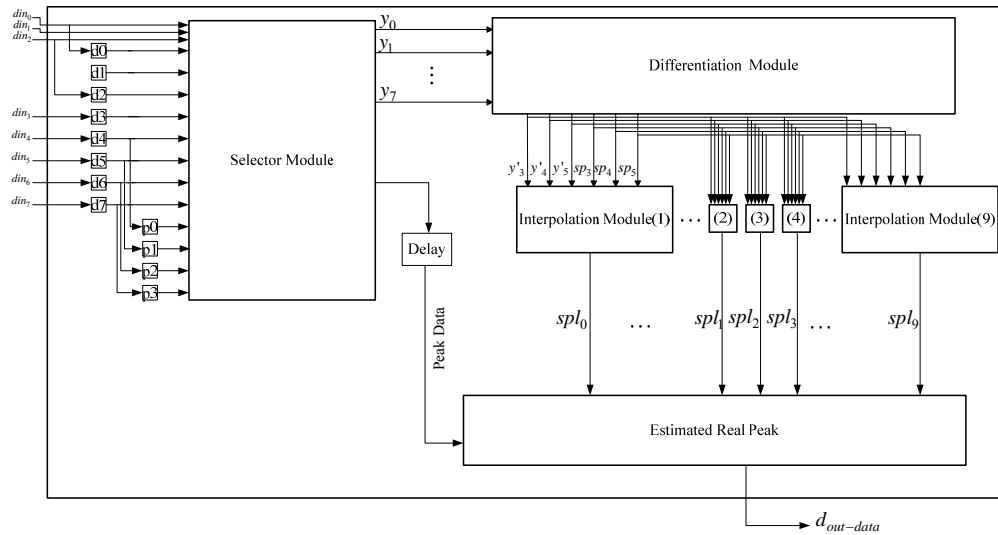 din₀
din₁
din₂
d0
d1
d2
din₃ d3
din₄ d4
din₅ d5
din₆ d6
din₇ d7
p0
p1
p2
p3
Selector Module
y₀
y₁
⋮
y₇
Differentiation Module
y'₃ y'₄ y'₅ sp₃ sp₄ sp₅
Interpolation Module(1) ... (2) (3) (4) ... Interpolation Module(9)
Delay
Peak Data
spl₀ ... spl₁ spl₂ spl₃ ... spl₉
Estimated Real Peak
d out−data